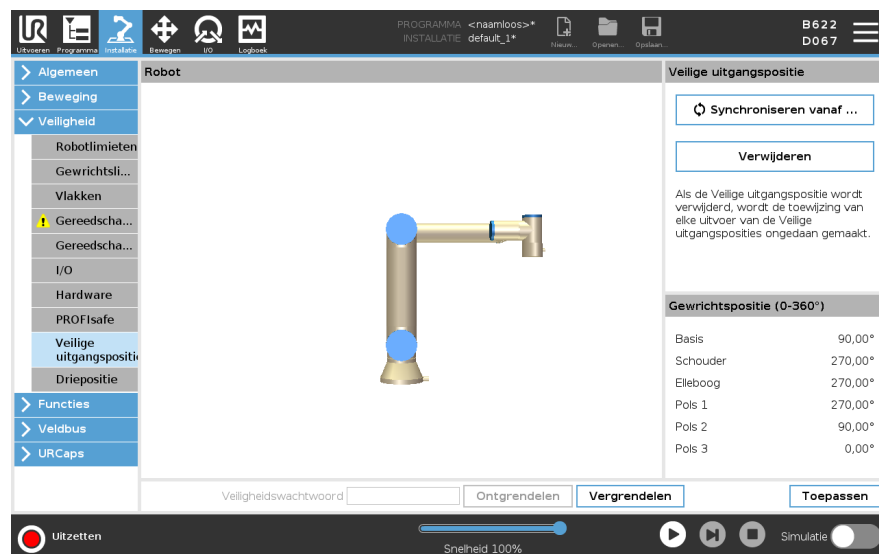 PROGRAMMA <naamloos>*
INSTALLATIE default_1*
B622
D067
Uitvoeren Programma Installatie Bewegen I/O Logboek
Nieuw... Openen... Opslaan...
Algemeen
Beweging
Veiligheid
Robotlimieten
Gewrichtsli...
Vlakken
Gereedscha...
Gereedscha...
I/O
Hardware
PROFIsafe
Veilige
uitgangspositi
Driepositie
Functies
Veldbus
URCaps
Robot
Veilige uitgangspositie
Synchroniseren vanaf ...
Verwijderen
Als de Veilige uitgangspositie wordt
verwijderd, wordt de toewijzing van
elke uitvoer van de Veilige
uitgangsposities ongedaan gemaakt.
Gewrichtspositie (0-360°)
Basis 90,00°
Schouder 270,00°
Elleboog 270,00°
Pols 1 270,00°
Pols 2 90,00°
Pols 3 0,00°
Veiligheidswachtwoord Ontgrendelen Vergrendelen Toepassen
Uitzetten
Snelheid 100%
Simulatie